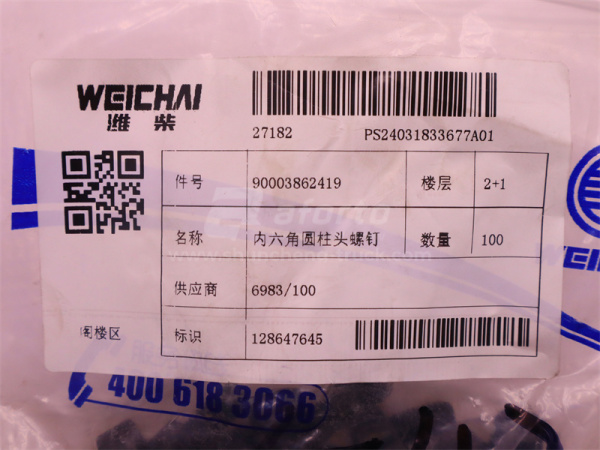 WEICHAI
潍柴
27182 PS24031833677A01
件号 90003862419 楼层 2+1
名称 内六角圆柱头螺钉 数量 100
供应商 6983/100
阁楼区 标识 128647645
400 618 3066
WEIC